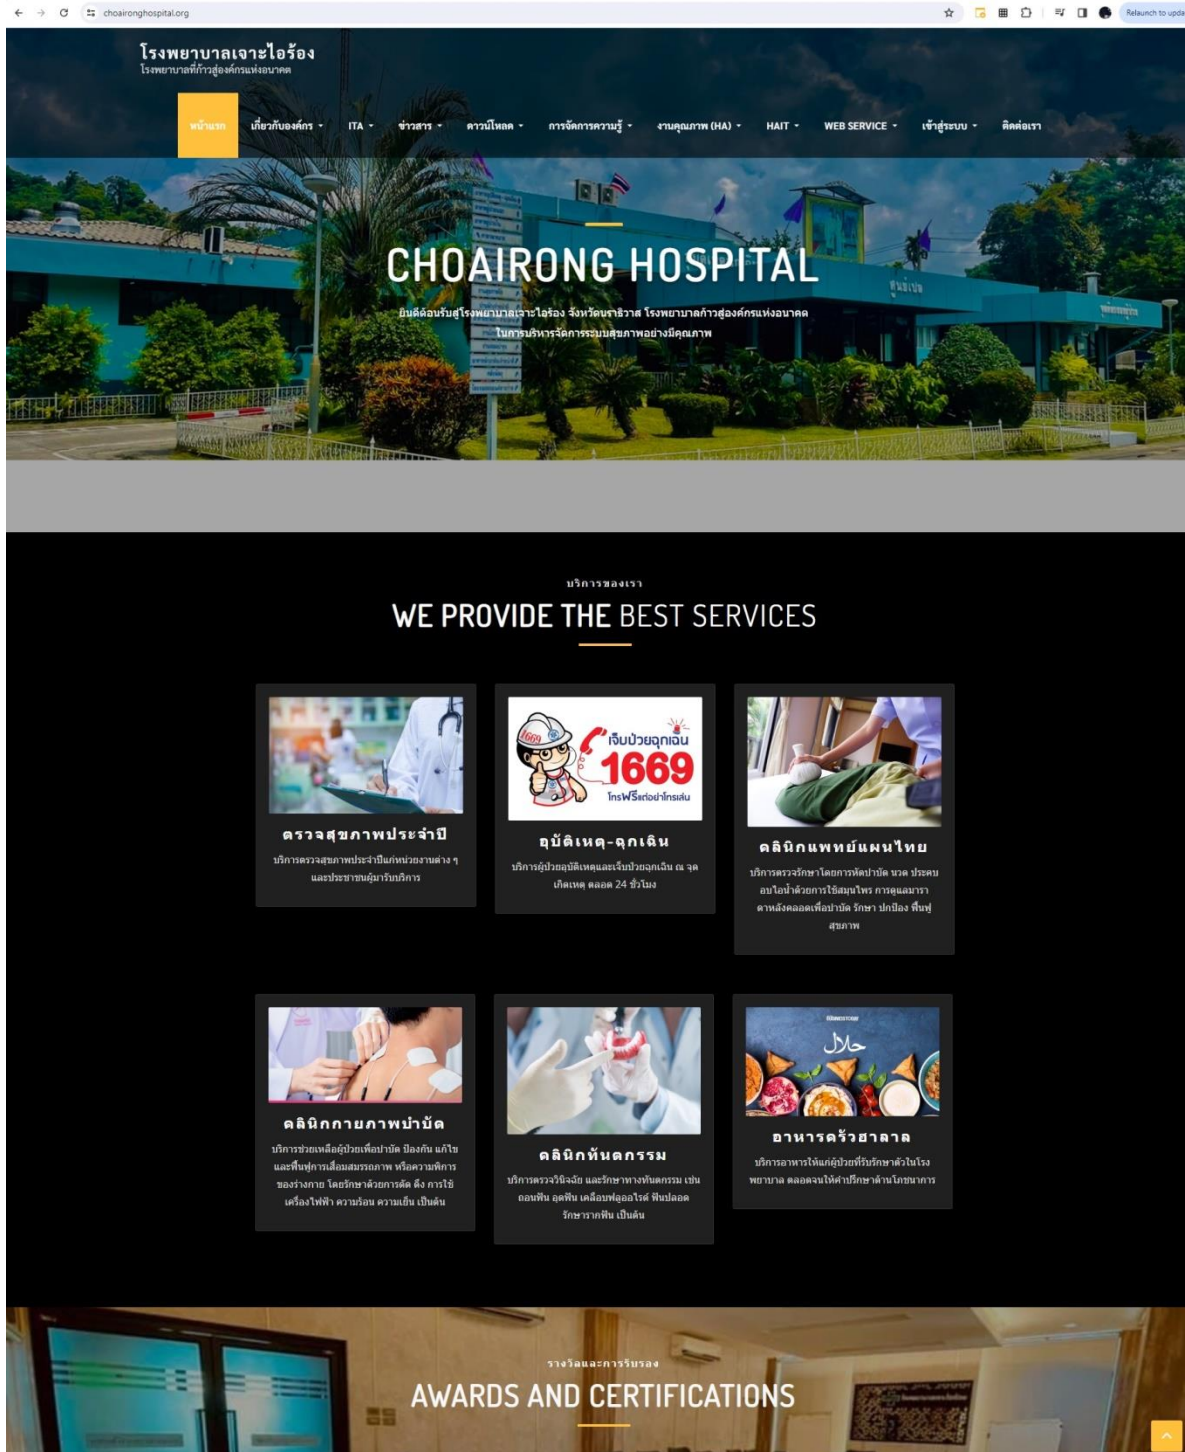 choaironghospital.org
Relaunch to upda
โรงพยาบาลเจาะไอร้อง
โรงพยาบาลที่ก้าวสู่องค์กรแห่งอนาคต
หน้าแรก เกี่ยวกับองค์กร ITA ข่าวสาร ดาวน์โหลด การจัดการความรู้ งานคุณภาพ (HA) HAIT WEB SERVICE เข้าสู่ระบบ ติดต่อเรา
CHOAIRONG HOSPITAL
ยินดีต้อนรับสู่โรงพยาบาลเจาะไอร้อง จังหวัดนราธิวาส โรงพยาบาลก้าวสู่องค์กรแห่งอนาคต
ในการบริหารจัดการระบบสุขภาพอย่างมีคุณภาพ
ศูนย์เปล
บริการของเรา
WE PROVIDE THE BEST SERVICES
ตรวจสุขภาพประจำปี
บริการตรวจสุขภาพประจำปีแก่หน่วยงานต่าง ๆ
และประชาชนผู้มารับบริการ
1669
เจ็บป่วยฉุกเฉิน
1669
โทรฟรีแต่อย่าโทรเล่น
อุบัติเหตุ-ฉุกเฉิน
บริการผู้ป่วยอุบัติเหตุและเจ็บป่วยฉุกเฉิน ณ จุด
เกิดเหตุ ตลอด 24 ชั่วโมง
คลินิกแพทย์แผนไทย
บริการตรวจรักษาโดยการหัตบำบัด นวด ประคบ
อบไอน้ำด้วยการใช้สมุนไพร การดูแลมารา
ดาหลังคลอดเพื่อบำบัด รักษา ปกป้อง ฟื้นฟู
สุขภาพ
คลินิกกายภาพบำบัด
บริการช่วยเหลือผู้ป่วยเพื่อบำบัด ป้องกัน แก้ไข
และฟื้นฟูการเสื่อมสมรรถภาพ หรือความพิการ
ของร่างกาย โดยรักษาด้วยการดัด ดึง การใช้
เครื่องไฟฟ้า ความร้อน ความเย็น เป็นต้น
คลินิกทันตกรรม
บริการตรวจวินิจฉัย และรักษาทางทันตกรรม เช่น
ถอนฟัน อุดฟัน เคลือบฟลูออไรด์ ฟันปลอด
รักษารากฟัน เป็นต้น
حلال
อาหารครัวฮาลาล
บริการอาหารให้แก่ผู้ป่วยที่รับรักษาตัวในโรง
พยาบาล ตลอดจนให้คำปรึกษาด้านโภชนาการ
รางวัลและการรับรอง
AWARDS AND CERTIFICATIONS